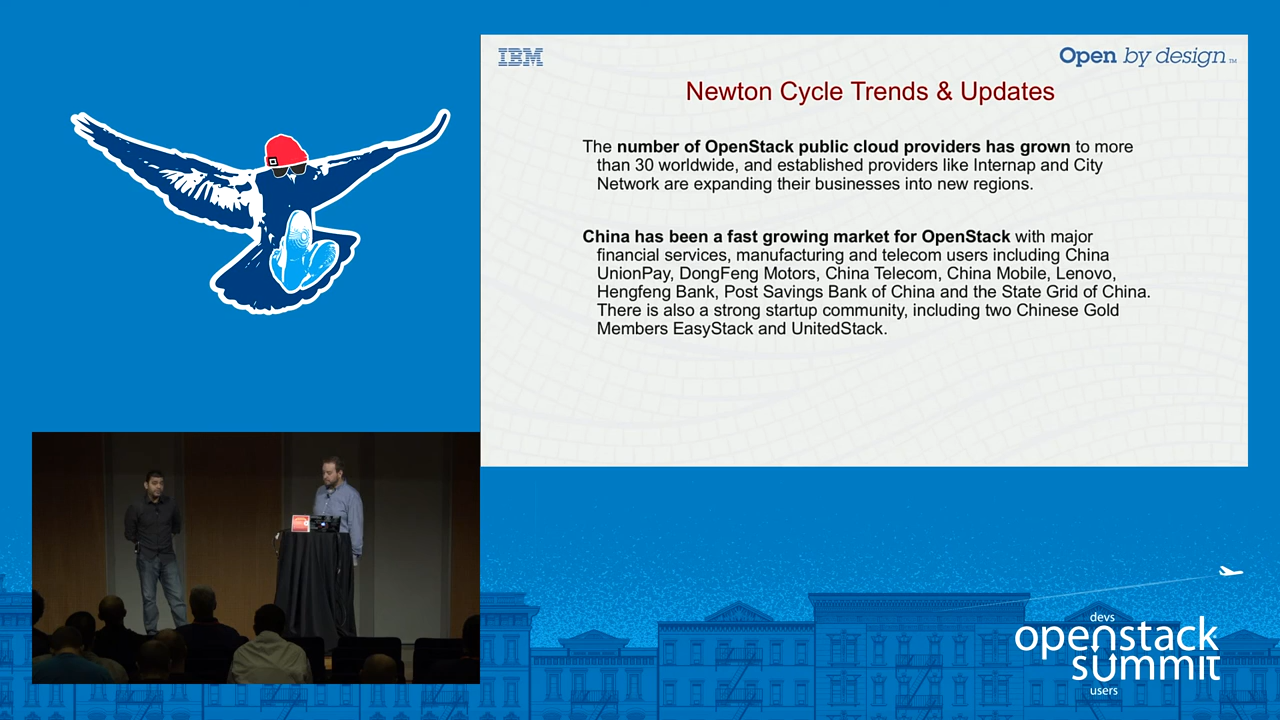 IBM
Open by design™
Newton Cycle Trends & Updates
The number of OpenStack public cloud providers has grown to more
than 30 worldwide, and established providers like Internap and City
Network are expanding their businesses into new regions.
China has been a fast growing market for OpenStack with major
financial services, manufacturing and telecom users including China
UnionPay, DongFeng Motors, China Telecom, China Mobile, Lenovo,
Hengfeng Bank, Post Savings Bank of China and the State Grid of China.
There is also a strong startup community, including two Chinese Gold
Members EasyStack and UnitedStack.
devs
openstack
summit
users